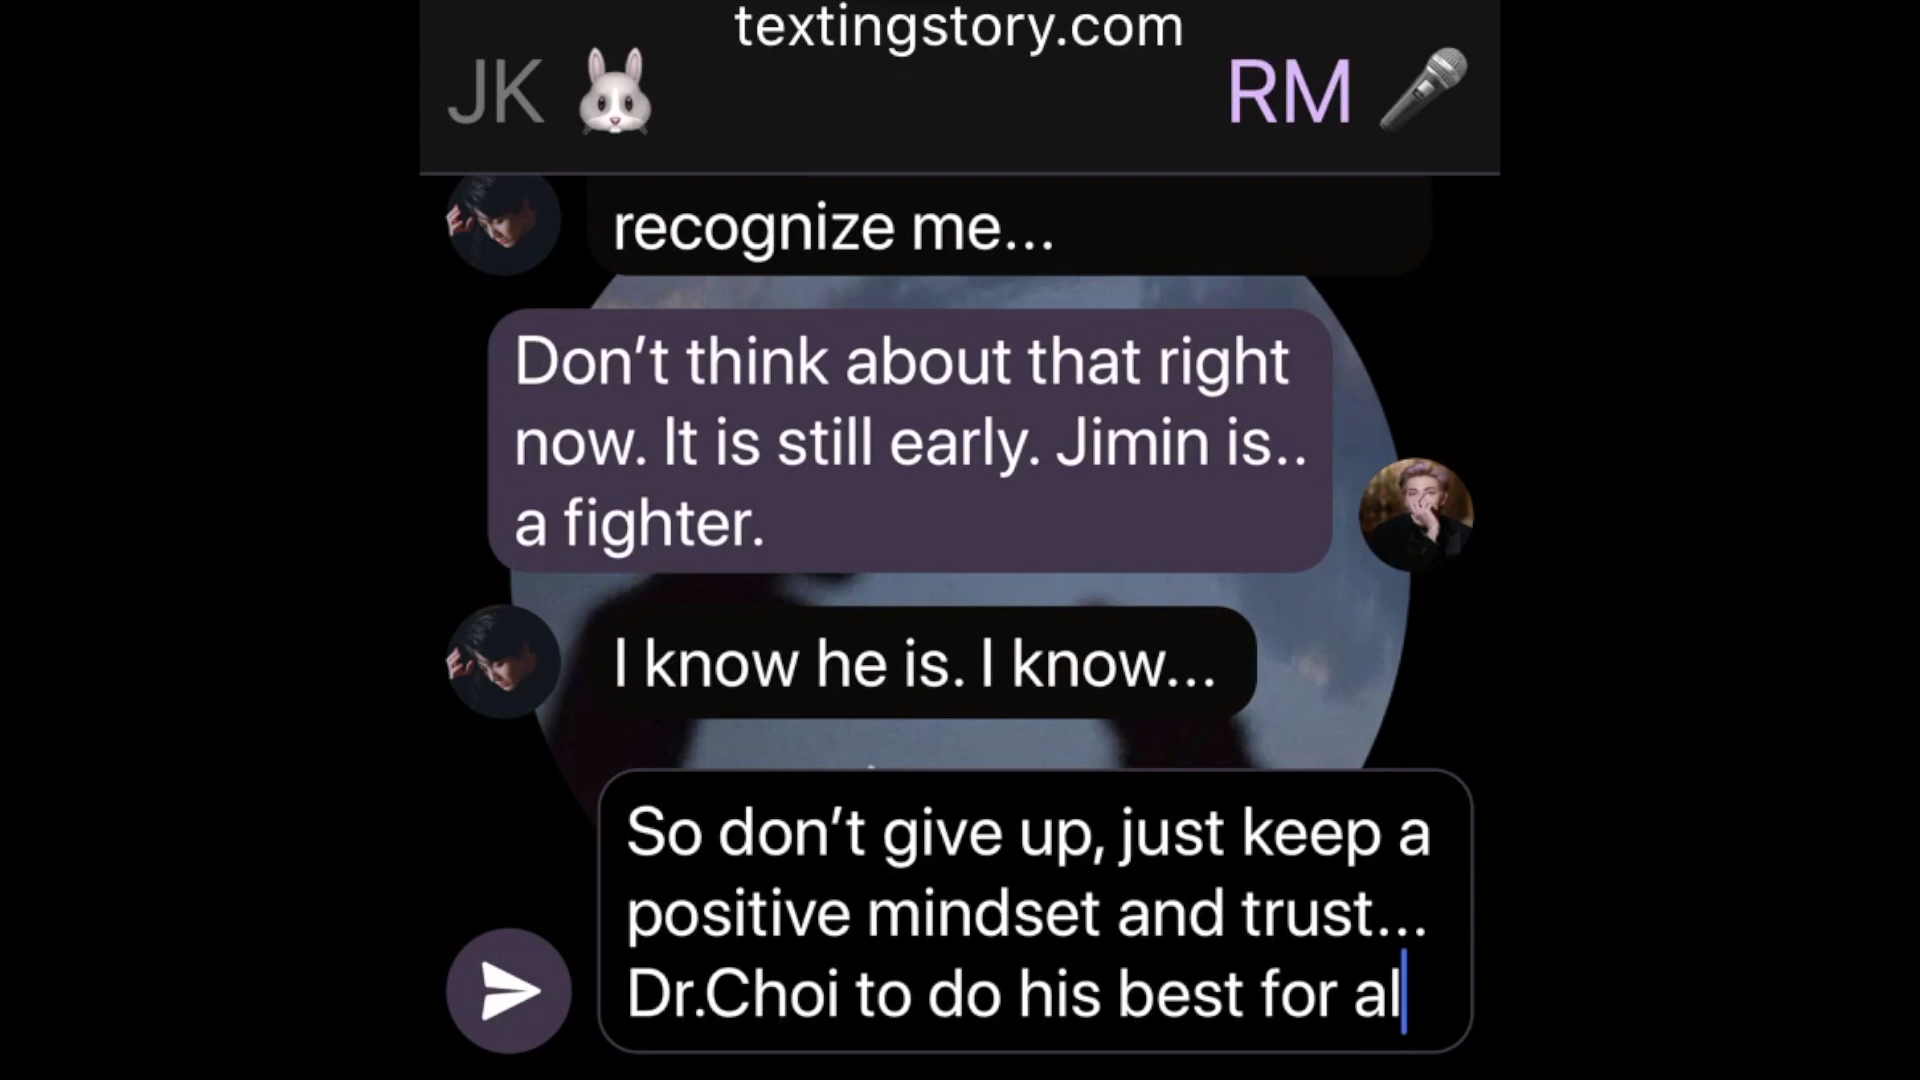 textingstory.com
JK 🐰
RM 🎤
recognize me...
Don't think about that right
now. It is still early. Jimin is..
a fighter.
I know he is. I know...
So don't give up, just keep a
positive mindset and trust...
Dr.Choi to do his best for al